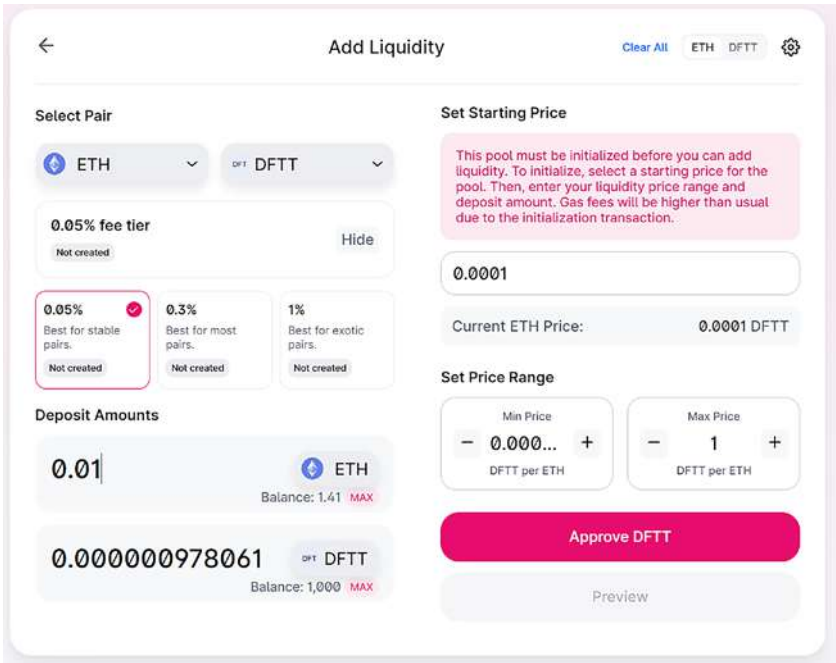 Add Liquidity
Clear All
ETH DFTT
Select Pair
ETH
DFT DFTT
0.05% fee tier
Not created
Hide
0.05%
Best for stable
pairs.
Not created
0.3%
Best for most
pairs.
Not created
1%
Best for exotic
pairs.
Not created
Deposit Amounts
0.01
ETH
Balance: 1.41 MAX
0.000000978061
DFT DFTT
Balance: 1,000 MAX
Set Starting Price
This pool must be initialized before you can add
liquidity. To initialize, select a starting price for the
pool. Then, enter your liquidity price range and
deposit amount. Gas fees will be higher than usual
due to the initialization transaction.
0.0001
Current ETH Price: 0.0001 DFTT
Set Price Range
Min Price
− 0.000... +
DFTT per ETH
Max Price
− 1 +
DFTT per ETH
Approve DFTT
Preview